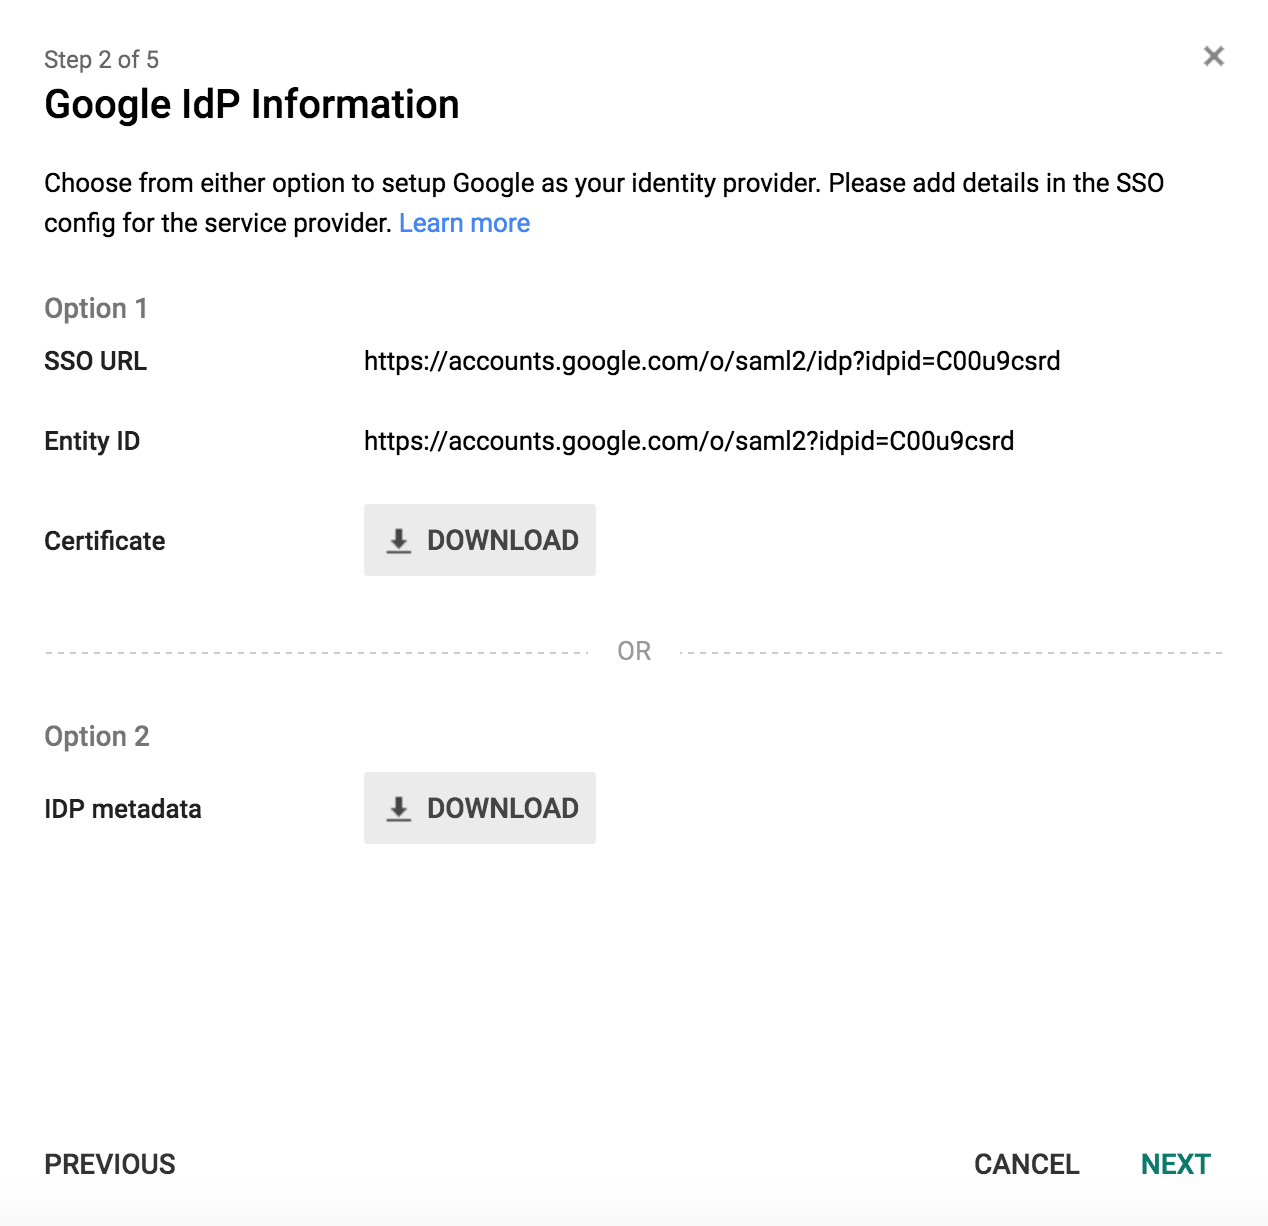 Step 2 of 5
Google IdP Information
Choose from either option to setup Google as your identity provider. Please add details in the SSO
config for the service provider. Learn more
Option 1
SSO URL https://accounts.google.com/o/saml2/idp?idpid=C00u9csrd
Entity ID https://accounts.google.com/o/saml2?idpid=C00u9csrd
Certificate DOWNLOAD
OR
Option 2
IDP metadata DOWNLOAD
PREVIOUS CANCEL NEXT